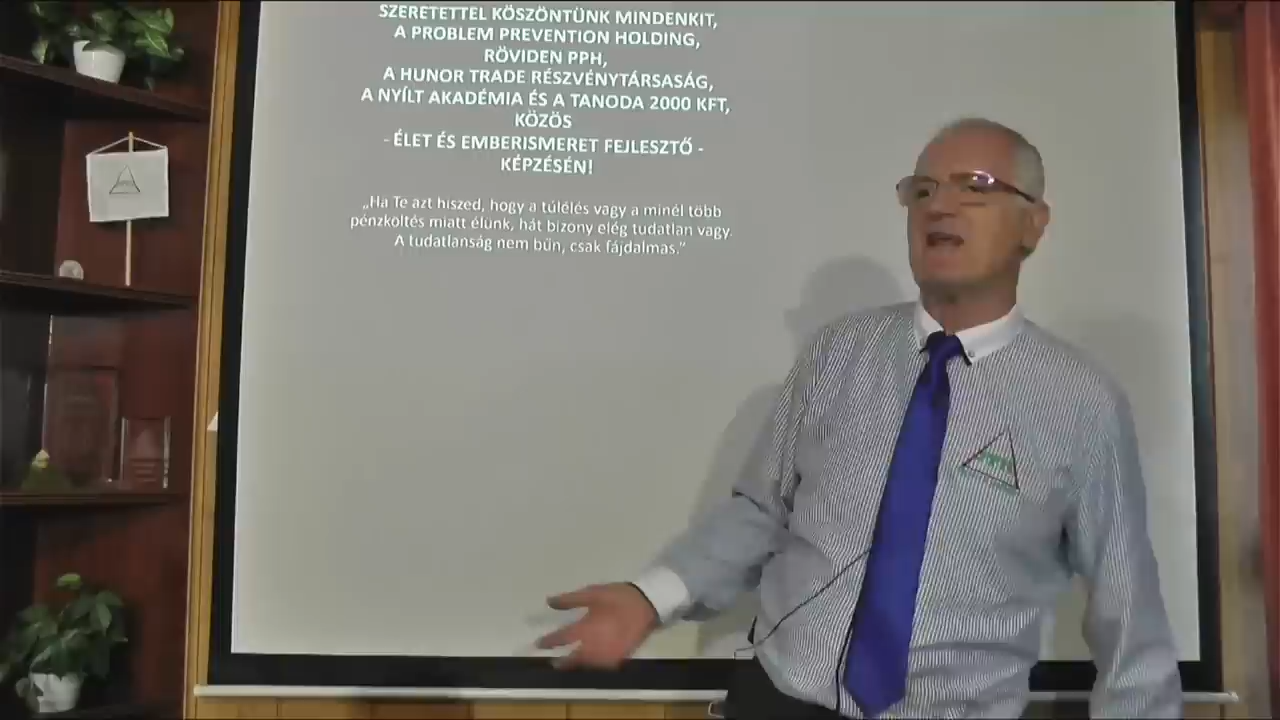 SZERETETTEL KÖSZÖNTÜNK MINDENKIT,
A PROBLEM PREVENTION HOLDING,
RÖVIDEN PPH,
A HUNOR TRADE RÉSZVÉNYTÁRSASÁG,
A NYÍLT AKADÉMIA ÉS A TANODA 2000 KFT,
KÖZÖS
- ÉLET ÉS EMBERISMERET FEJLESZTŐ -
KÉPZÉSÉN!
„Ha Te azt hiszed, hogy a túlélés vagy a minél több
pénzköltés miatt élünk, hát bizony elég tudatlan vagy.
A tudatlanság nem bűn, csak fájdalmas.”